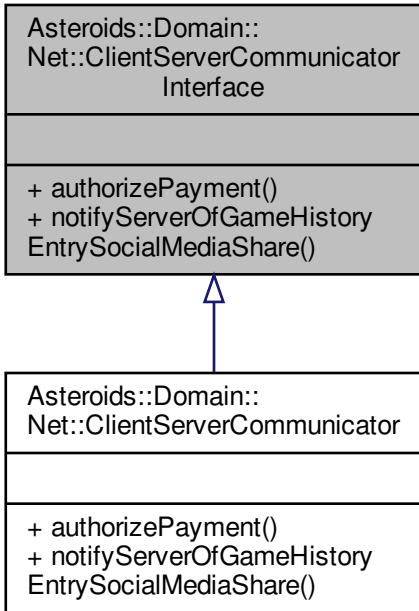 Asteroids::Domain::
Net::ClientServerCommunicator
Interface
+ authorizePayment()
+ notifyServerOfGameHistory
EntrySocialMediaShare()
Asteroids::Domain::
Net::ClientServerCommunicator
+ authorizePayment()
+ notifyServerOfGameHistory
EntrySocialMediaShare()